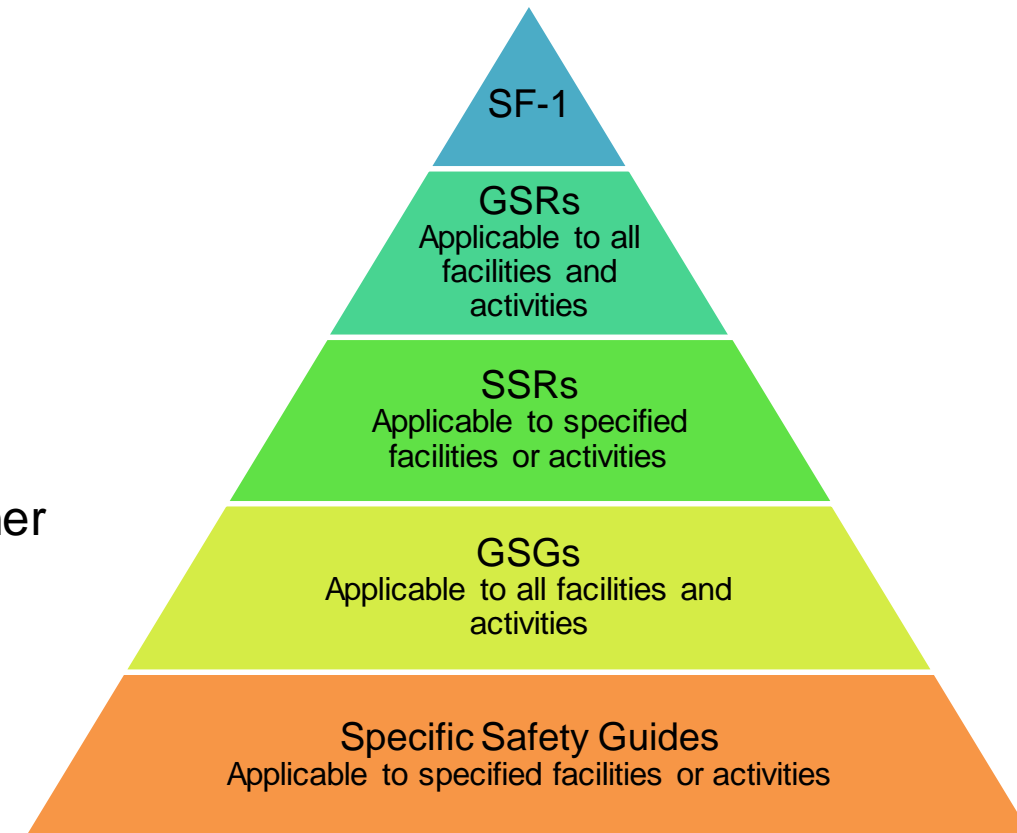 SF-1
GSRs
Applicable to all
facilities and
activities
SSRs
Applicable to specified
facilities or activities
ner
GSGs
Applicable to all facilities and
activities
Specific Safety Guides
Applicable to specified facilities or activities